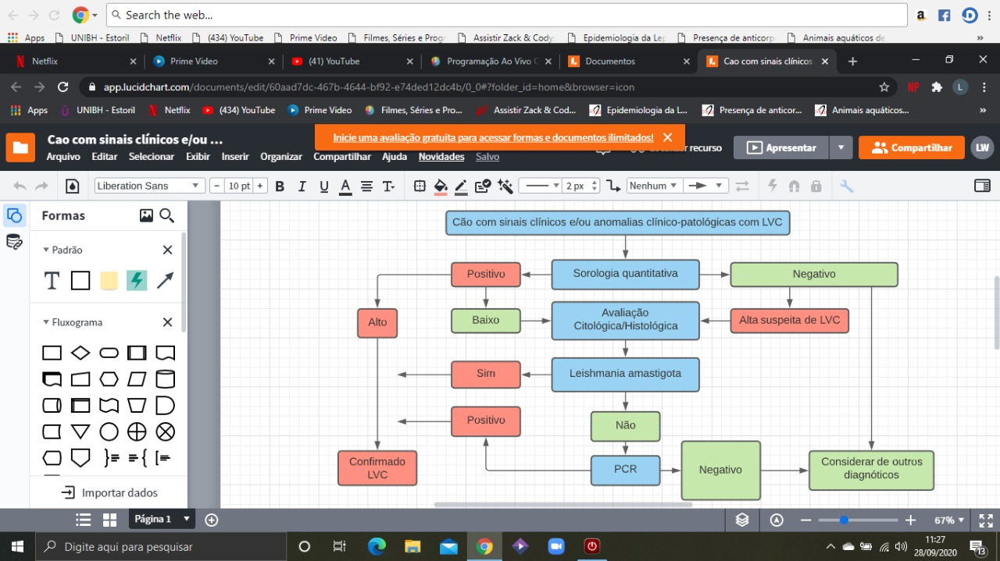 Search the web...
Apps UNIBH - Estoril Netflix (434) YouTube Prime Video Filmes, Séries e Progr Assistir Zack & Cody: Epidemiologia da Lep Presença de anticorp Animais aquáticos de »
Netflix Prime Video (41) YouTube Programação Ao Vivo Documentos Cao com sinais clínicos
app.lucidchart.com/documents/edit/60aad7dc-467b-4644-bf92-e74ded12dc4b/0_0#?folder_id=home&browser=icon NP L
Apps UNIBH - Estoril Netflix (434) YouTube Prime Video Filmes, Séries e Pro... Assistir Zack & Cod... Epidemiologia da L... Presença de anticor... Animais aquáticos... »
Inicie uma avaliação gratuita para acessar formas e documentos ilimitados!
Cao com sinais clínicos e/ou ...
recurso Apresentar Compartilhar LW
Arquivo Editar Selecionar Exibir Inserir Organizar Compartilhar Ajuda Novidades Salvo
Liberation Sans 10 pt B I U A T 2 px Nenhum
Formas
Padrão
T
Fluxograma
Importar dados
Cão com sinais clínicos e/ou anomalias clínico-patológicas com LVC
Positivo Sorologia quantitativa Negativo
Alto Baixo Avaliação
Citológica/Histológica
Alta suspeita de LVC
Sim Leishmania amastigota
Positivo Não
Confirmado
LVC
PCR Negativo
Considerar de outros
diagnóticos
Página 1 67%
Digite aqui para pesquisar 11:27
28/09/2020 13